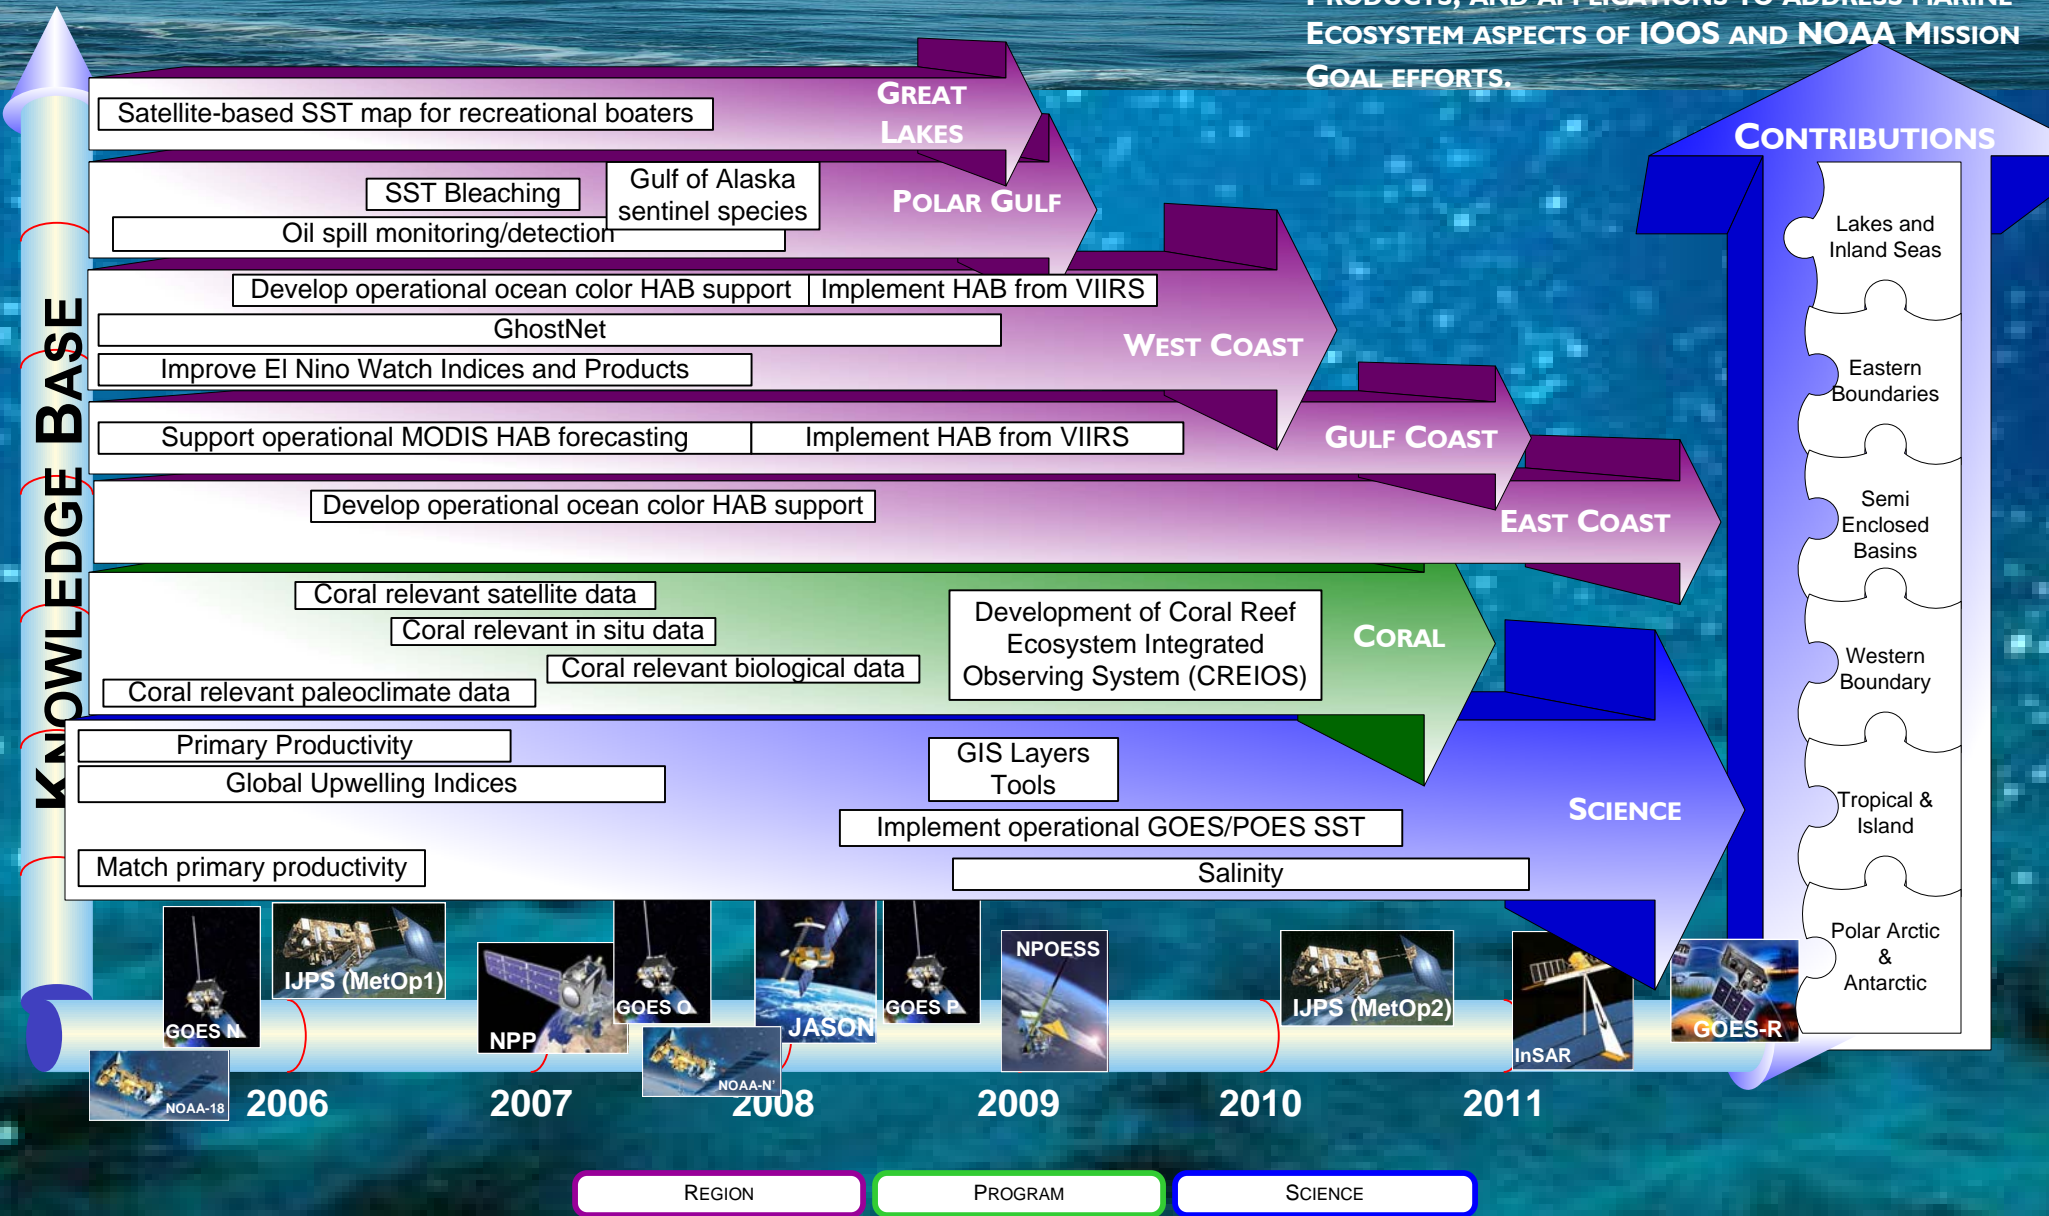 PRODUCTS, AND APPLICATIONS TO ADDRESS MARINE
ECOSYSTEM ASPECTS OF IOOS AND NOAA MISSION
GOAL EFFORTS.
KNOWLEDGE BASE
Satellite-based SST map for recreational boaters
GREAT
LAKES
SST Bleaching
Gulf of Alaska
sentinel species
Oil spill monitoring/detection
POLAR GULF
Develop operational ocean color HAB support
Implement HAB from VIIRS
GhostNet
Improve El Nino Watch Indices and Products
WEST COAST
Support operational MODIS HAB forecasting
Implement HAB from VIIRS
GULF COAST
Develop operational ocean color HAB support
EAST COAST
Coral relevant satellite data
Coral relevant in situ data
Coral relevant biological data
Coral relevant paleoclimate data
Development of Coral Reef
Ecosystem Integrated
Observing System (CREIOS)
CORAL
Primary Productivity
Global Upwelling Indices
GIS Layers
Tools
Implement operational GOES/POES SST
Match primary productivity
Salinity
SCIENCE
CONTRIBUTIONS
Lakes and
Inland Seas
Eastern
Boundaries
Semi
Enclosed
Basins
Western
Boundary
Tropical &
Island
Polar Arctic
&
Antarctic
NOAA-18
GOES N
IJPS (MetOp1)
NPP
GOES O
NOAA-N'
JASON
GOES P
NPOESS
IJPS (MetOp2)
InSAR
GOES-R
2006
2007
2008
2009
2010
2011
REGION
PROGRAM
SCIENCE